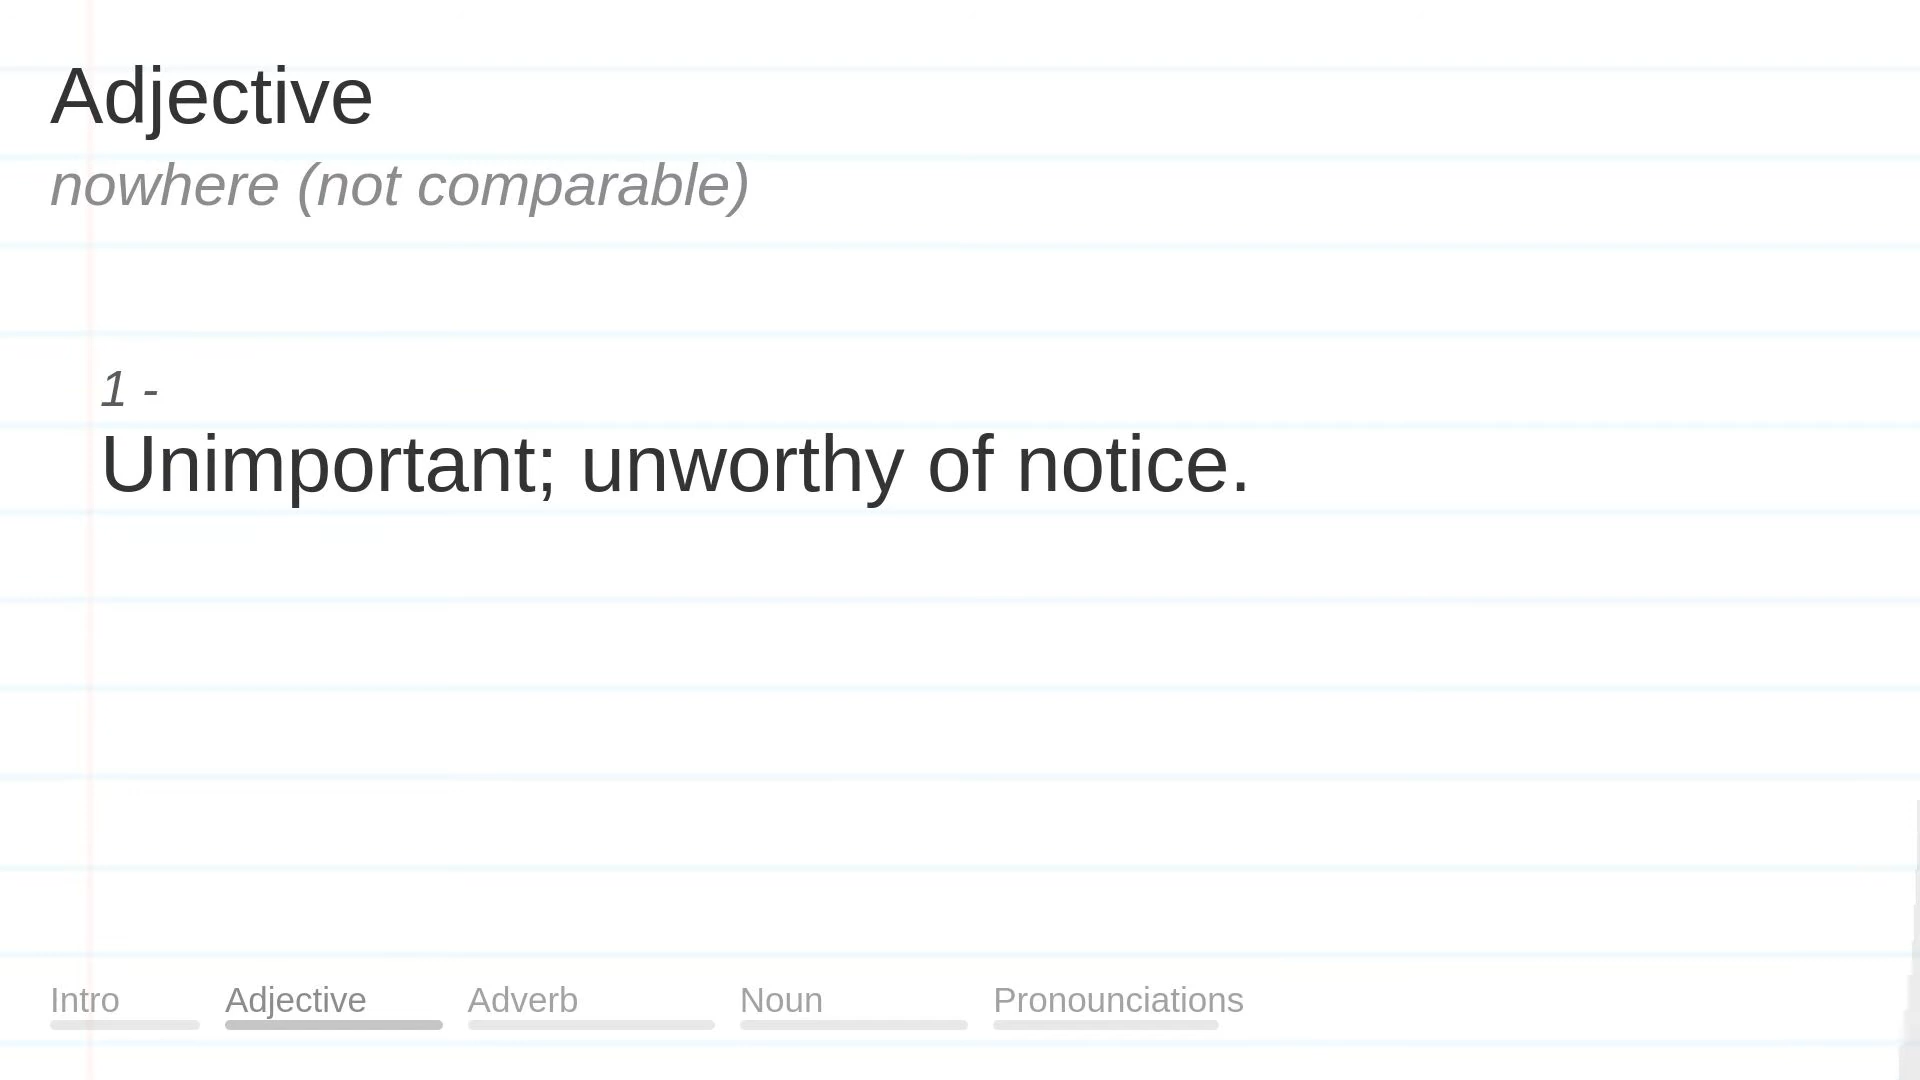 Adjective
nowhere (not comparable)
1 -
Unimportant; unworthy of notice.
Intro Adjective Adverb Noun Pronounciations